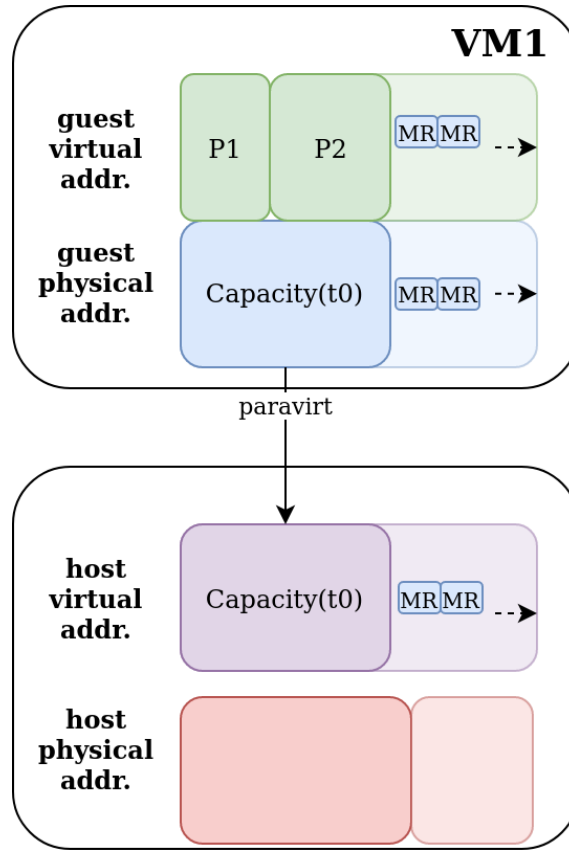 VM1
guest
virtual
addr.
P1
P2
MR MR
guest
physical
addr.
Capacity(t0)
MR MR
paravirt
host
virtual
addr.
Capacity(t0)
MR MR
host
physical
addr.